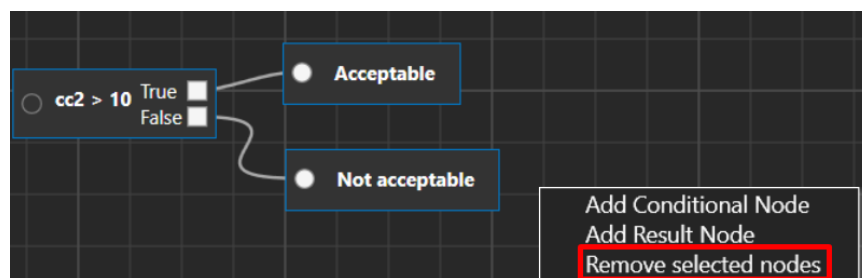 cc2 > 10
True
False
Acceptable
Not acceptable
Add Conditional Node
Add Result Node
Remove selected nodes